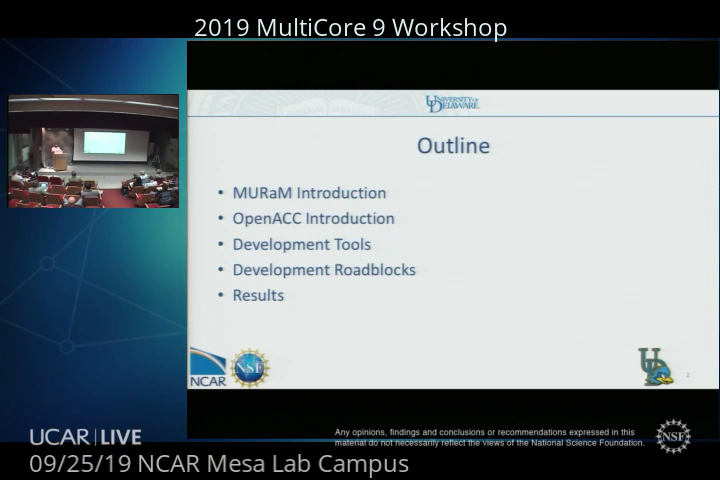 2019 MultiCore 9 Workshop
UNIVERSITY OF
DELAWARE
Outline
• MURaM Introduction
• OpenACC Introduction
• Development Tools
• Development Roadblocks
• Results
NCAR
NSF
UD
2
UCAR | LIVE
Any opinions, findings and conclusions or recommendations expressed in this
material do not necessarily reflect the views of the National Science Foundation.
NSF
09/25/19 NCAR Mesa Lab Campus